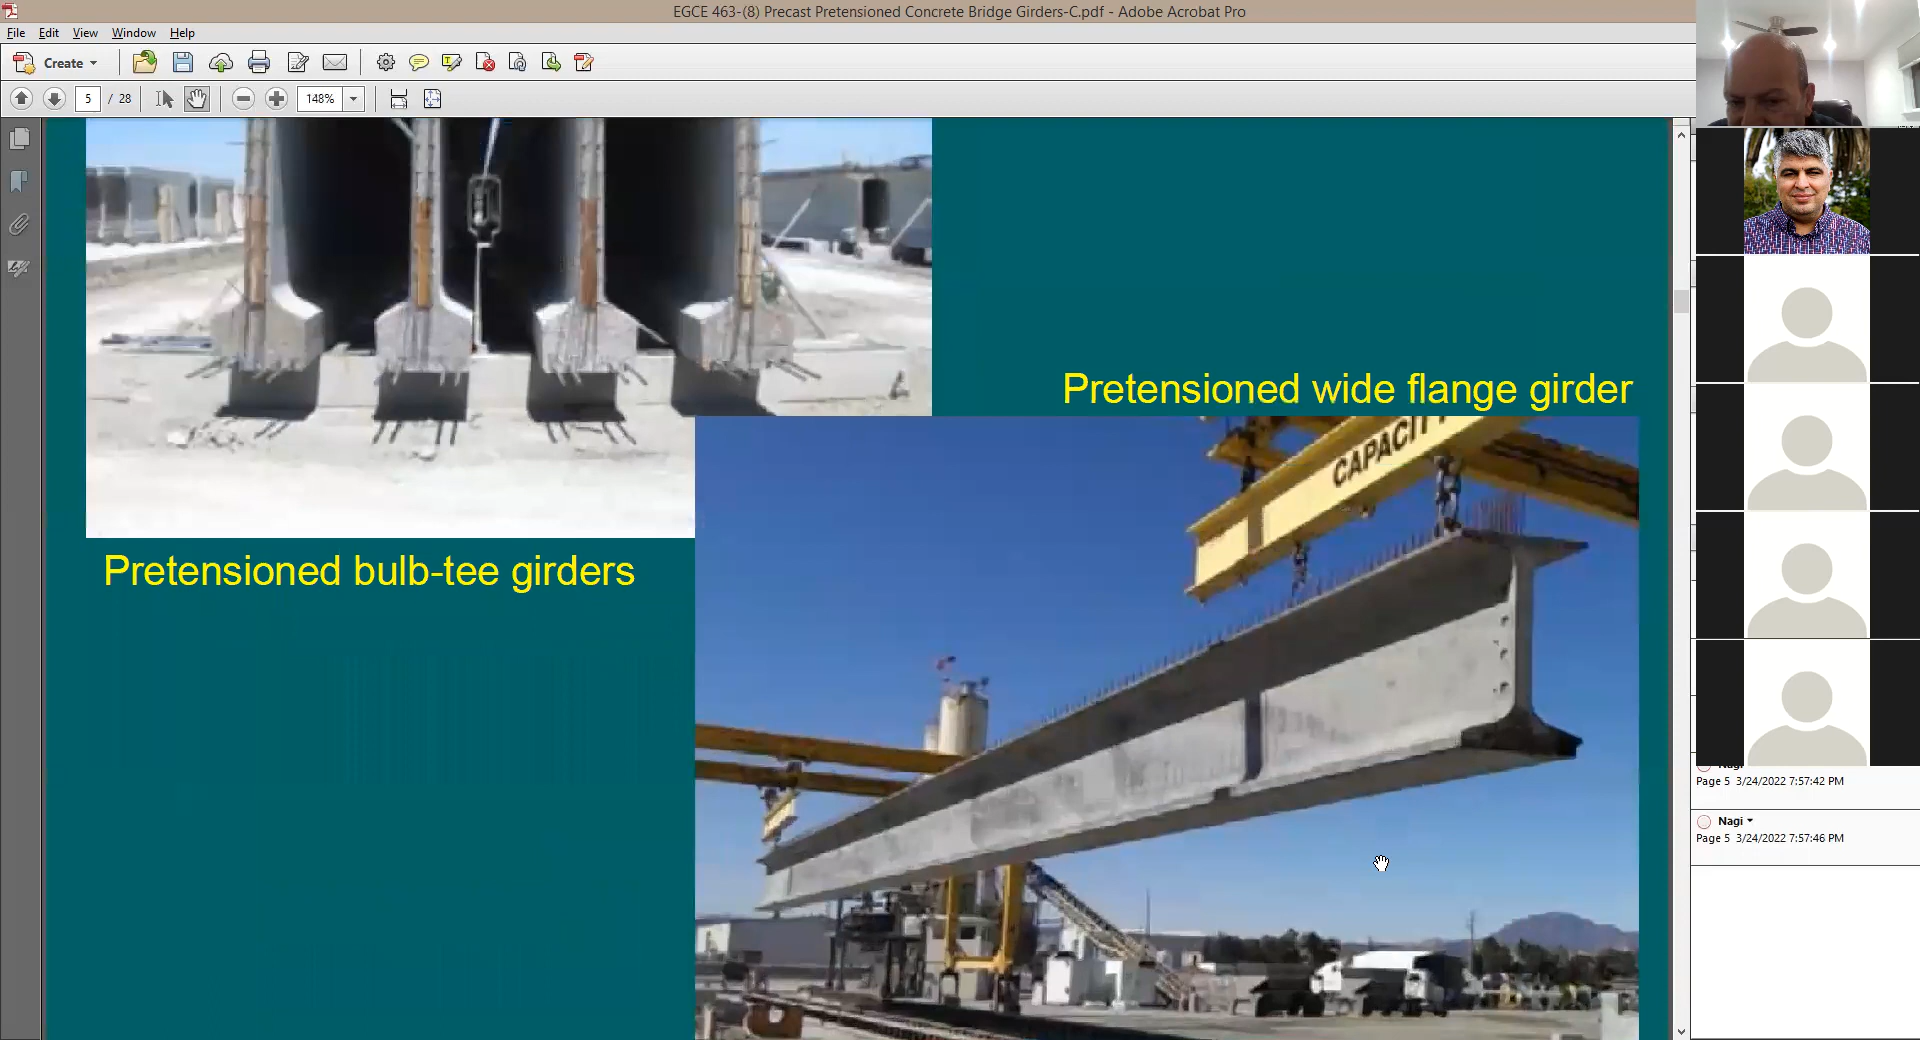 EGCE 463-(8) Precast Pretensioned Concrete Bridge Girders-C.pdf - Adobe Acrobat Pro
File Edit View Window Help
Create
5 / 28 148%
Pretensioned wide flange girder
CAPACIT
Pretensioned bulb-tee girders
Nagi
Page 5 3/24/2022 7:57:42 PM
Nagi
Page 5 3/24/2022 7:57:46 PM